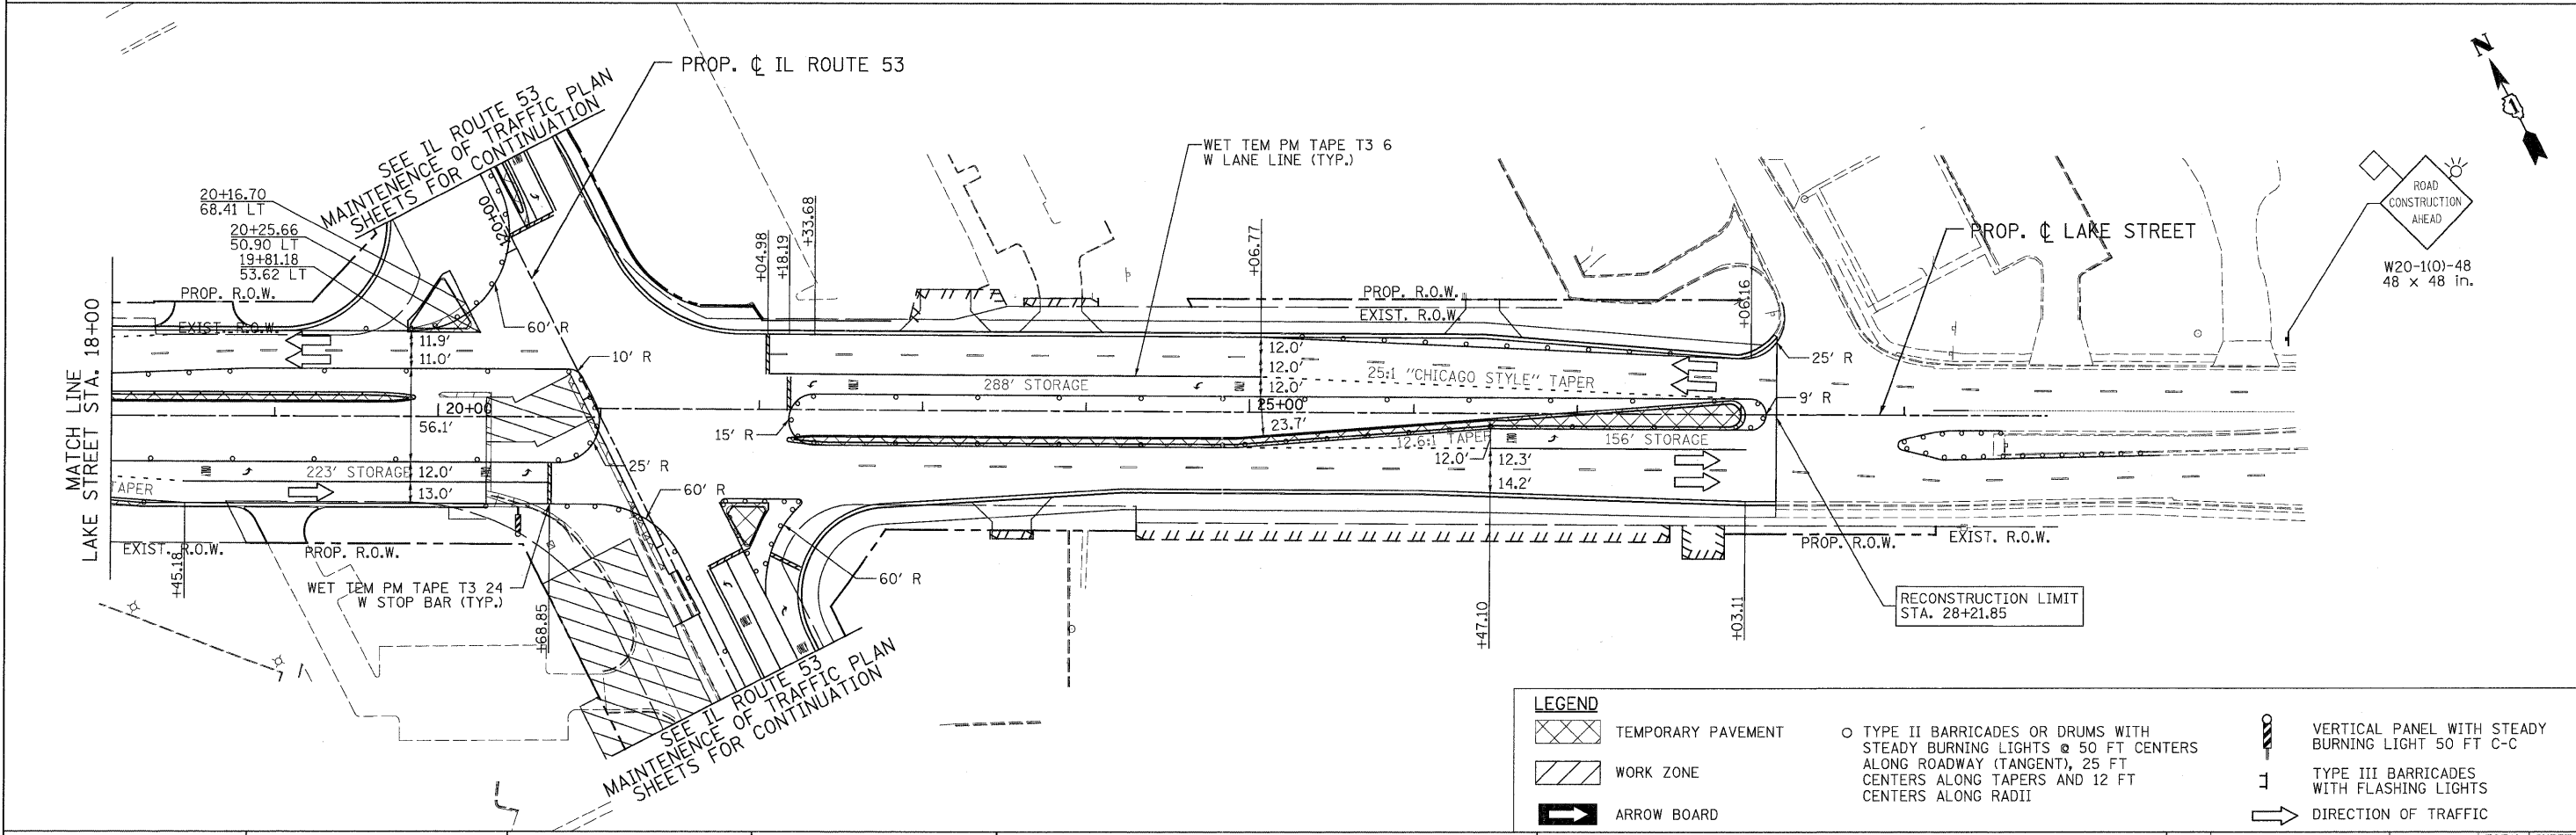 PROP. ℄ IL ROUTE 53
N
1
SEE IL ROUTE 53
MAINTENENCE OF TRAFFIC PLAN
SHEETS FOR CONTINUATION
WET TEM PM TAPE T3 6
W LANE LINE (TYP.)
20+16.70
68.41 LT
20+25.66
50.90 LT
19+81.18
53.62 LT
120+00
+04.98
+18.19
+33.68
+06.77
+06.16
PROP. ℄ LAKE STREET
ROAD
CONSTRUCTION
AHEAD
W20-1(O)-48
48 x 48 in.
PROP. R.O.W.
EXIST. R.O.W.
PROP. R.O.W.
EXIST. R.O.W.
60' R
10' R
25' R
9' R
MATCH LINE
LAKE STREET STA. 18+00
11.9'
11.0'
20+00
56.1'
223' STORAGE
12.0'
13.0'
TAPER
12.0'
12.0'
12.0'
288' STORAGE
25:1 "CHICAGO STYLE" TAPER
25+00
23.7'
15' R
12.6:1 TAPER
156' STORAGE
12.0'
12.3'
14.2'
25' R
60' R
60' R
EXIST. R.O.W.
PROP. R.O.W.
PROP. R.O.W.
EXIST. R.O.W.
+45.18
WET TEM PM TAPE T3 24
W STOP BAR (TYP.)
+68.85
+47.10
+03.11
RECONSTRUCTION LIMIT
STA. 28+21.85
SEE IL ROUTE 53
MAINTENENCE OF TRAFFIC PLAN
SHEETS FOR CONTINUATION
LEGEND
TEMPORARY PAVEMENT
WORK ZONE
ARROW BOARD
TYPE II BARRICADES OR DRUMS WITH
STEADY BURNING LIGHTS @ 50 FT CENTERS
ALONG ROADWAY (TANGENT), 25 FT
CENTERS ALONG TAPERS AND 12 FT
CENTERS ALONG RADII
VERTICAL PANEL WITH STEADY
BURNING LIGHT 50 FT C-C
TYPE III BARRICADES
WITH FLASHING LIGHTS
DIRECTION OF TRAFFIC